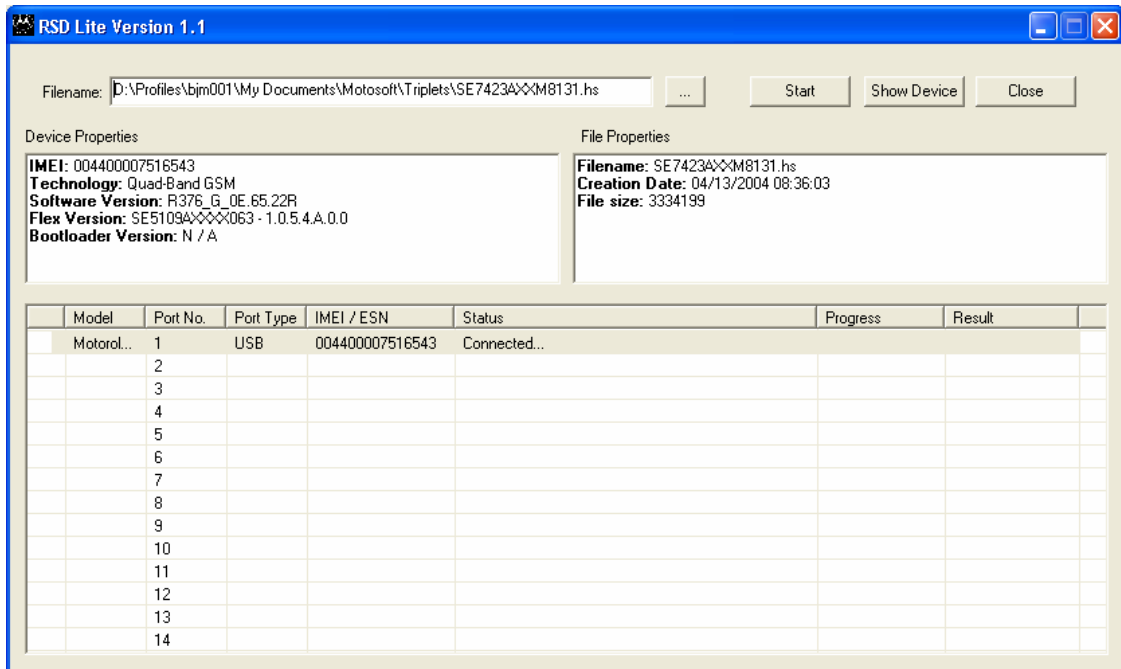 RSD Lite Version 1.1
Filename: D:\Profiles\bjm001\My Documents\Motosoft\Triplets\SE7423AXXM8131.hs ... Start Show Device Close
Device Properties File Properties
IMEI: 004400007516543
Technology: Quad-Band GSM
Software Version: R376_G_0E.65.22R
Flex Version: SE5109AXXXX063 - 1.0.5.4.A.0.0
Bootloader Version: N / A
Filename: SE7423AXXM8131.hs
Creation Date: 04/13/2004 08:36:03
File size: 3334199
Model Port No. Port Type IMEI / ESN Status Progress Result
Motorol... 1 USB 004400007516543 Connected...
2
3
4
5
6
7
8
9
10
11
12
13
14